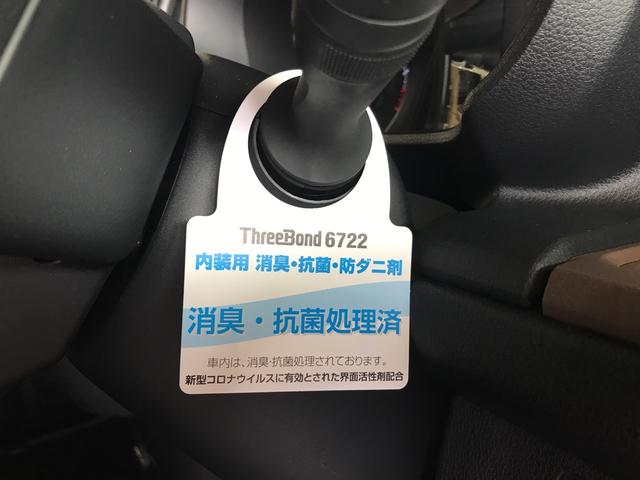 ThreeBond 6722
内装用 消臭・抗菌・防ダニ剤
消臭・抗菌処理済
車内は、消臭・抗菌処理されております。
新型コロナウイルスに有効とされた界面活性剤配合